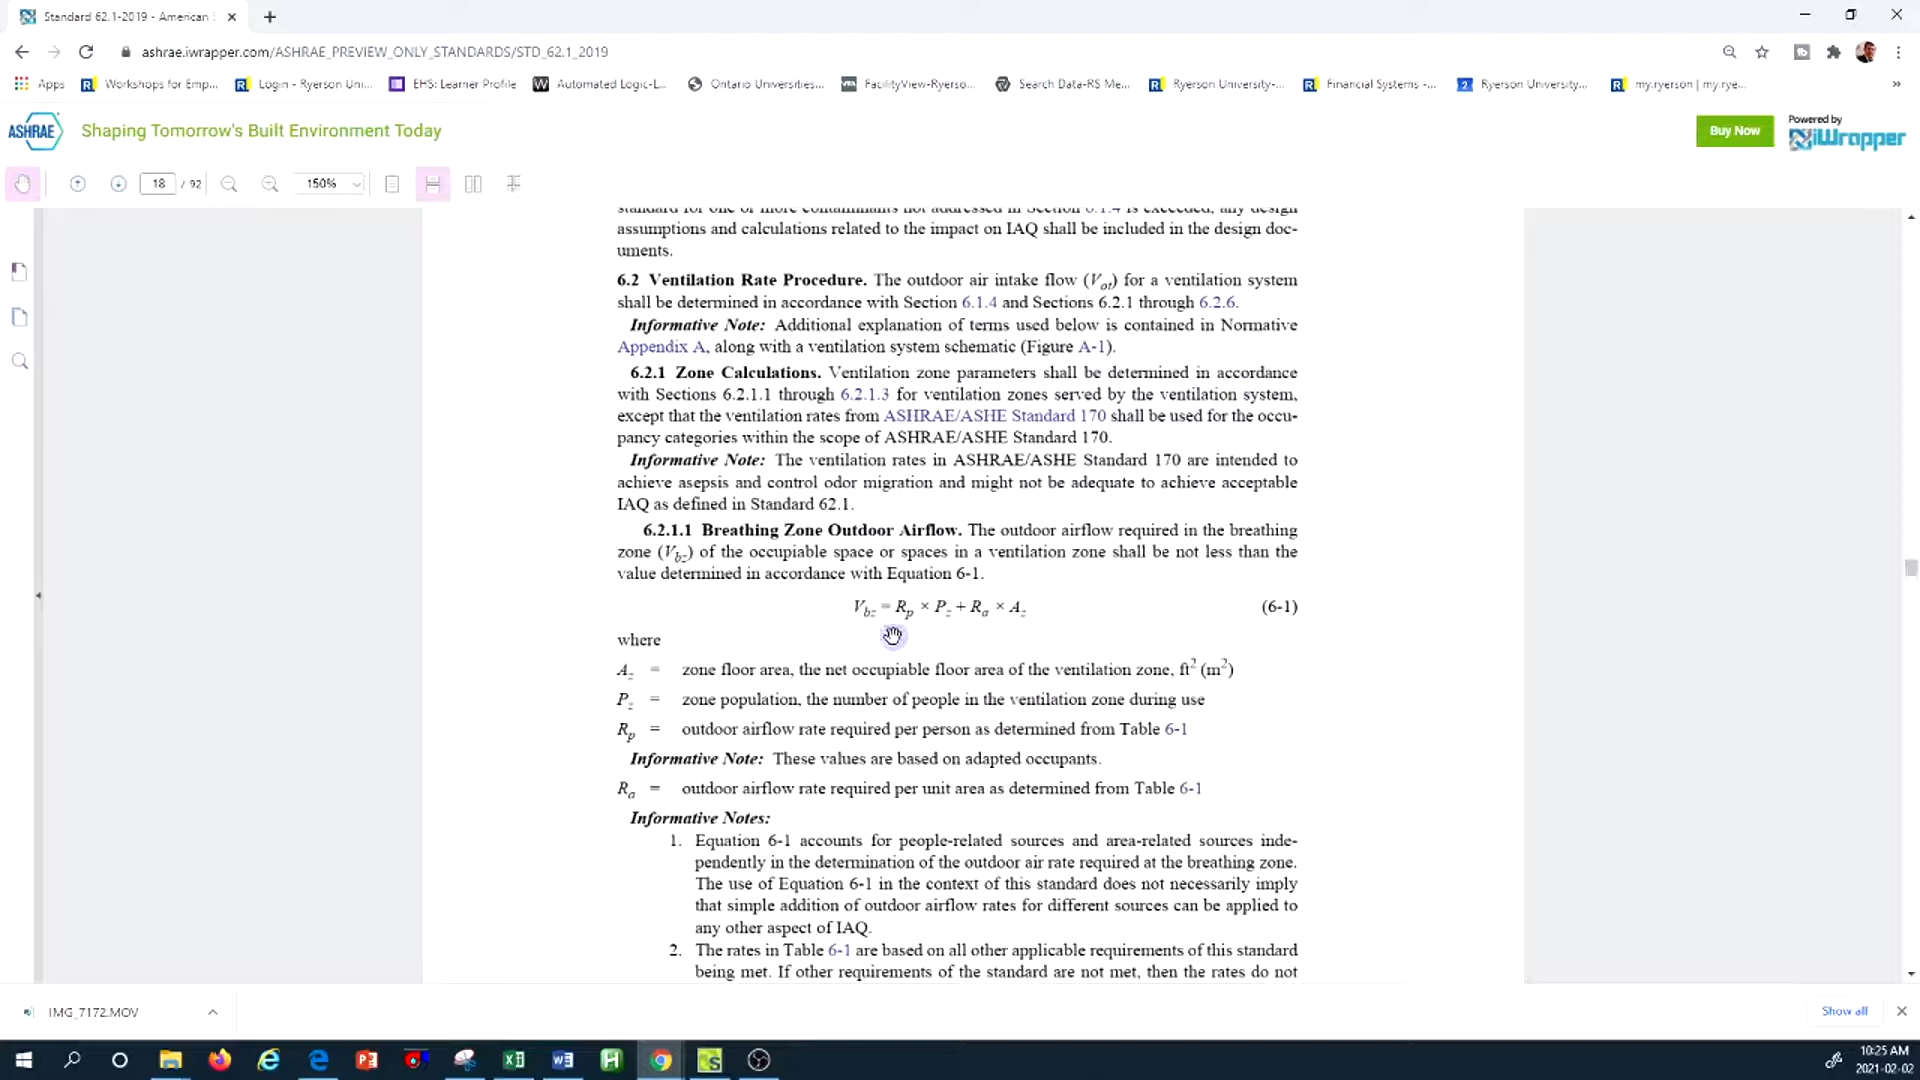 Standard 62.1-2019 - American
ashrae.iwrapper.com/ASHRAE_PREVIEW_ONLY_STANDARDS/STD_62.1_2019
Apps Workshops for Emp... Login - Ryerson Uni... EHS: Learner Profile Automated Logic-L... Ontario Universities... FacilityView-Ryerso... Search Data-RS Me... Ryerson University-... Financial Systems -... Ryerson University... my.ryerson | my.rye... »
ASHRAE Shaping Tomorrow's Built Environment Today Buy Now Powered by iWrapper
18 / 92 150%
standard for one or more contaminants not addressed in Section 6.1.4 is exceeded, any design
assumptions and calculations related to the impact on IAQ shall be included in the design doc-
uments.
6.2 Ventilation Rate Procedure. The outdoor air intake flow (Vot) for a ventilation system
shall be determined in accordance with Section 6.1.4 and Sections 6.2.1 through 6.2.6.
Informative Note: Additional explanation of terms used below is contained in Normative
Appendix A, along with a ventilation system schematic (Figure A-1).
6.2.1 Zone Calculations. Ventilation zone parameters shall be determined in accordance
with Sections 6.2.1.1 through 6.2.1.3 for ventilation zones served by the ventilation system,
except that the ventilation rates from ASHRAE/ASHE Standard 170 shall be used for the occu-
pancy categories within the scope of ASHRAE/ASHE Standard 170.
Informative Note: The ventilation rates in ASHRAE/ASHE Standard 170 are intended to
achieve asepsis and control odor migration and might not be adequate to achieve acceptable
IAQ as defined in Standard 62.1.
6.2.1.1 Breathing Zone Outdoor Airflow. The outdoor airflow required in the breathing
zone (Vbz) of the occupiable space or spaces in a ventilation zone shall be not less than the
value determined in accordance with Equation 6-1.
Vbz = Rp × Pz + Ra × Az (6-1)
where
Az = zone floor area, the net occupiable floor area of the ventilation zone, ft² (m²)
Pz = zone population, the number of people in the ventilation zone during use
Rp = outdoor airflow rate required per person as determined from Table 6-1
Informative Note: These values are based on adapted occupants.
Ra = outdoor airflow rate required per unit area as determined from Table 6-1
Informative Notes:
1. Equation 6-1 accounts for people-related sources and area-related sources inde-
pendently in the determination of the outdoor air rate required at the breathing zone.
The use of Equation 6-1 in the context of this standard does not necessarily imply
that simple addition of outdoor airflow rates for different sources can be applied to
any other aspect of IAQ.
2. The rates in Table 6-1 are based on all other applicable requirements of this standard
being met. If other requirements of the standard are not met, then the rates do not
IMG_7172.MOV Show all
10:25 AM
2021-02-02